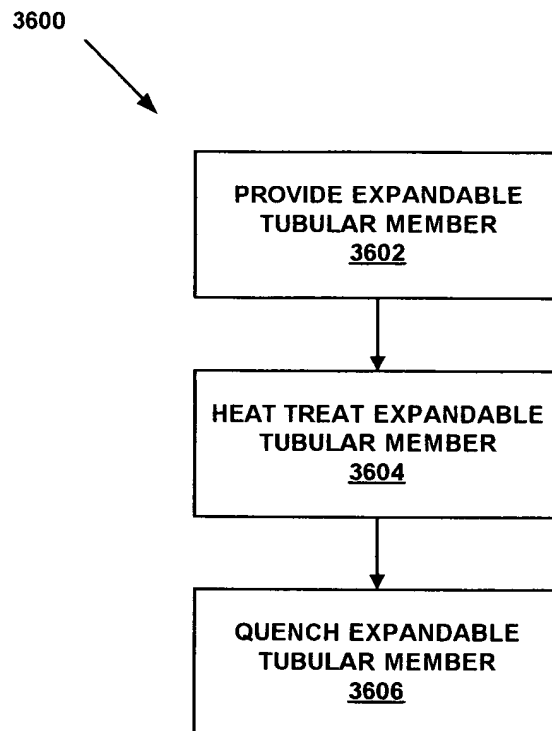 3600
PROVIDE EXPANDABLE
TUBULAR MEMBER
3602
HEAT TREAT EXPANDABLE
TUBULAR MEMBER
3604
QUENCH EXPANDABLE
TUBULAR MEMBER
3606